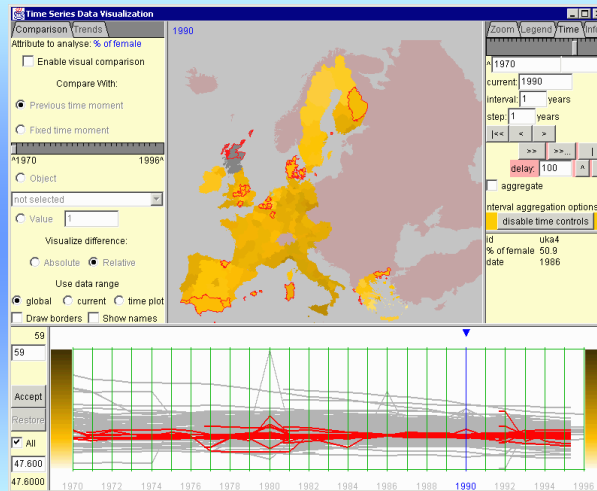 Time Series Data Visualization
Comparison Trends
Attribute to analyse: % of female
Enable visual comparison
Compare With:
Previous time moment
Fixed time moment
^1970 1996^
Object
not selected
Value 1
Visualize difference:
Absolute Relative
Use data range
global current time plot
Draw borders Show names
1990
Zoom Legend Time Info
^ 1970
current: 1990
interval: 1 years
step: 1 years
|<< < >
>> >>... |
delay: 100 ^
aggregate
nterval aggregation options
disable time controls
id uka4
% of female 50.9
date 1986
59
59
Accept
Restore
All
47.600
47.6000
1970 1972 1974 1976 1978 1980 1982 1984 1986 1988 1990 1992 1994 1996